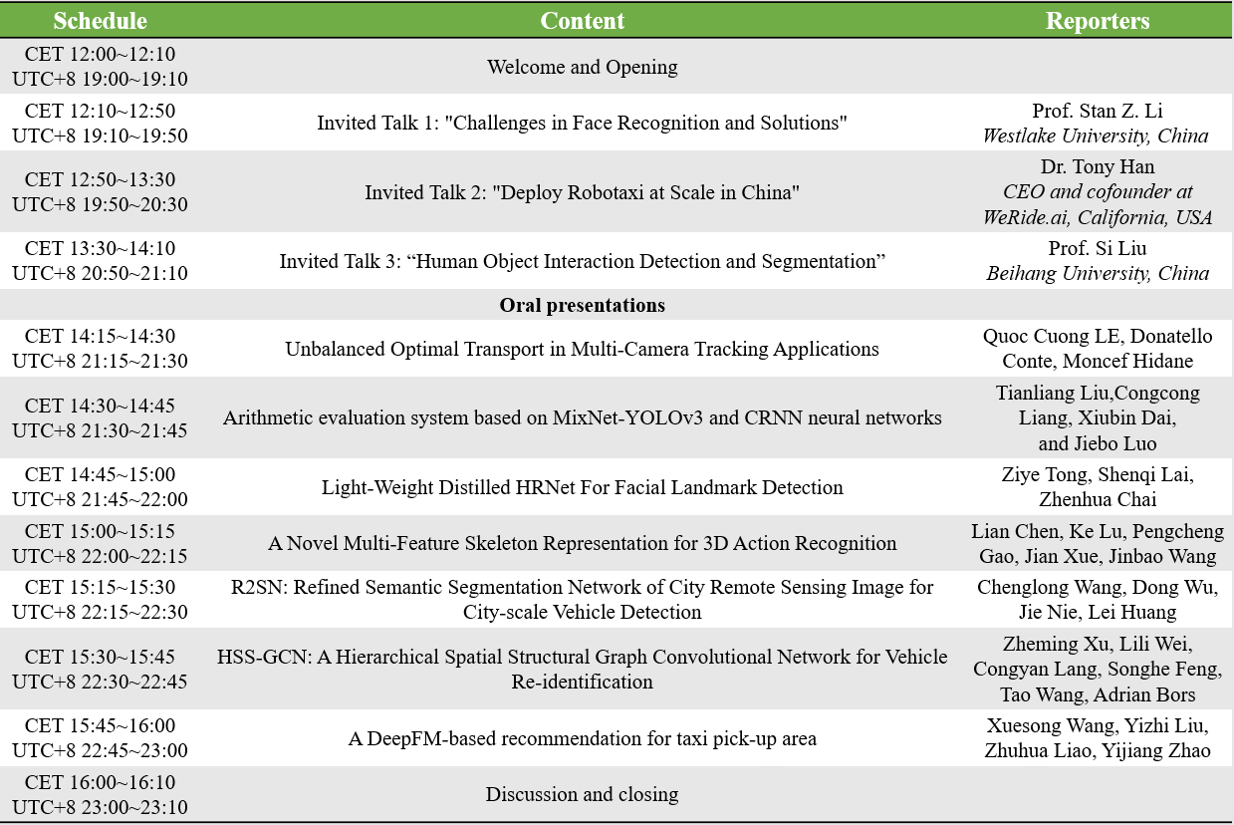 Schedule Content Reporters
CET 12:00~12:10
UTC+8 19:00~19:10
Welcome and Opening
CET 12:10~12:50
UTC+8 19:10~19:50
Invited Talk 1: "Challenges in Face Recognition and Solutions"
Prof. Stan Z. Li
Westlake University, China
CET 12:50~13:30
UTC+8 19:50~20:30
Invited Talk 2: "Deploy Robotaxi at Scale in China"
Dr. Tony Han
CEO and cofounder at
WeRide.ai, California, USA
CET 13:30~14:10
UTC+8 20:50~21:10
Invited Talk 3: “Human Object Interaction Detection and Segmentation”
Prof. Si Liu
Beihang University, China
Oral presentations
CET 14:15~14:30
UTC+8 21:15~21:30
Unbalanced Optimal Transport in Multi-Camera Tracking Applications
Quoc Cuong LE, Donatello
Conte, Moncef Hidane
CET 14:30~14:45
UTC+8 21:30~21:45
Arithmetic evaluation system based on MixNet-YOLOv3 and CRNN neural networks
Tianliang Liu,Congcong
Liang, Xiubin Dai,
and Jiebo Luo
CET 14:45~15:00
UTC+8 21:45~22:00
Light-Weight Distilled HRNet For Facial Landmark Detection
Ziye Tong, Shenqi Lai,
Zhenhua Chai
CET 15:00~15:15
UTC+8 22:00~22:15
A Novel Multi-Feature Skeleton Representation for 3D Action Recognition
Lian Chen, Ke Lu, Pengcheng
Gao, Jian Xue, Jinbao Wang
CET 15:15~15:30
UTC+8 22:15~22:30
R2SN: Refined Semantic Segmentation Network of City Remote Sensing Image for
City-scale Vehicle Detection
Chenglong Wang, Dong Wu,
Jie Nie, Lei Huang
CET 15:30~15:45
UTC+8 22:30~22:45
HSS-GCN: A Hierarchical Spatial Structural Graph Convolutional Network for Vehicle
Re-identification
Zheming Xu, Lili Wei,
Congyan Lang, Songhe Feng,
Tao Wang, Adrian Bors
CET 15:45~16:00
UTC+8 22:45~23:00
A DeepFM-based recommendation for taxi pick-up area
Xuesong Wang, Yizhi Liu,
Zhuhua Liao, Yijiang Zhao
CET 16:00~16:10
UTC+8 23:00~23:10
Discussion and closing